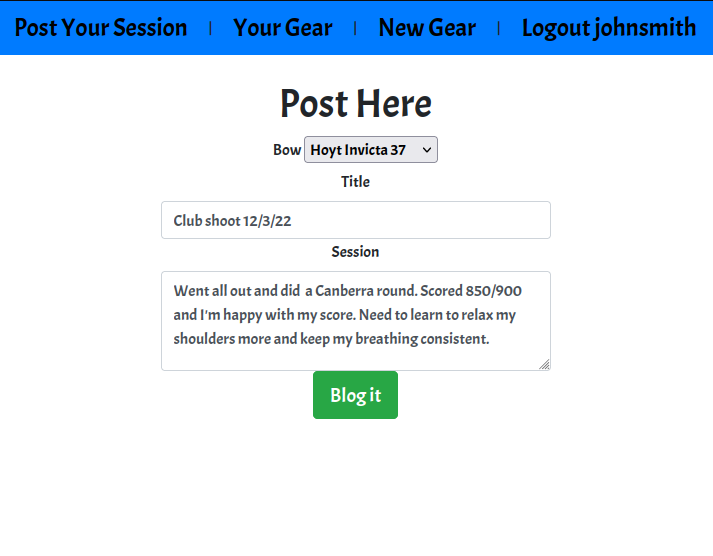 Post Your Session | Your Gear | New Gear | Logout johnsmith
Post Here
Bow Hoyt Invicta 37
Title
Club shoot 12/3/22
Session
Went all out and did  a Canberra round. Scored 850/900
and I'm happy with my score. Need to learn to relax my
shoulders more and keep my breathing consistent.
Blog it